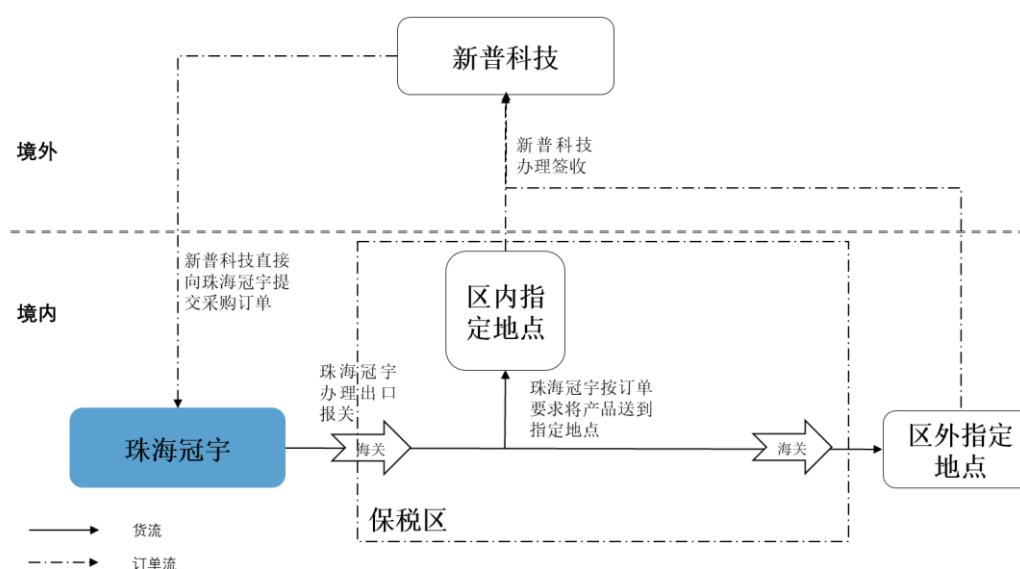 新普科技
境外
新普科技
办理签收
新普科技直接
向珠海冠宇提
交采购订单
境内
区内指
定地点
珠海冠宇
办理出口
报关
珠海冠宇按订单
要求将产品送到
指定地点
珠海冠宇
海关
海关
区外指定
地点
保税区
货流
订单流